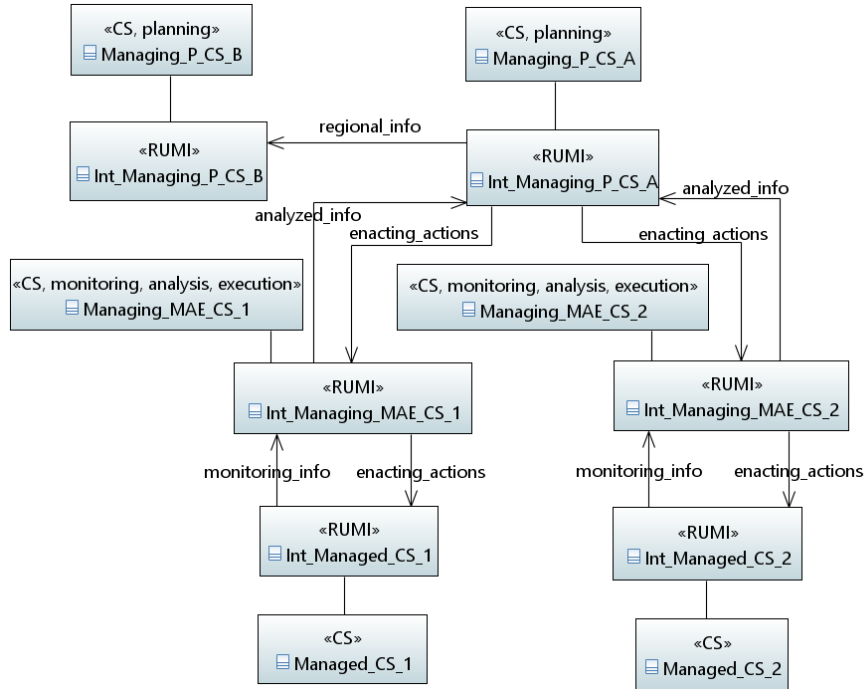 «CS, planning»
Managing_P_CS_B
«CS, planning»
Managing_P_CS_A
regional_info
«RUMI»
Int_Managing_P_CS_B
«RUMI»
Int_Managing_P_CS_A
analyzed_info
analyzed_info
enacting_actions
enacting_actions
«CS, monitoring, analysis, execution»
Managing_MAE_CS_1
«CS, monitoring, analysis, execution»
Managing_MAE_CS_2
«RUMI»
Int_Managing_MAE_CS_1
«RUMI»
Int_Managing_MAE_CS_2
monitoring_info
enacting_actions
monitoring_info
enacting_actions
«RUMI»
Int_Managed_CS_1
«RUMI»
Int_Managed_CS_2
«CS»
Managed_CS_1
«CS»
Managed_CS_2